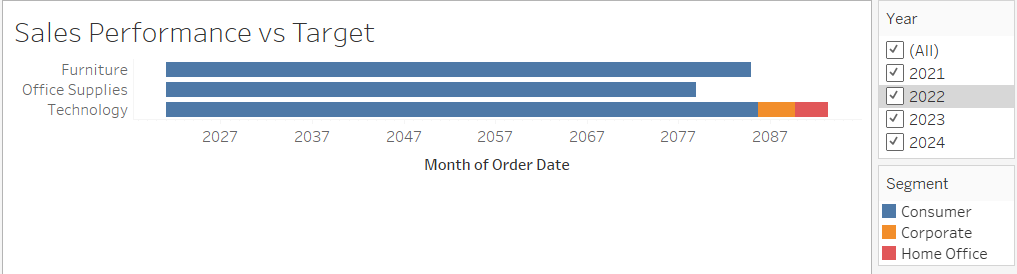 Sales Performance vs Target
Furniture
Office Supplies
Technology
2027 2037 2047 2057 2067 2077 2087
Month of Order Date
Year
(All)
2021
2022
2023
2024
Segment
Consumer
Corporate
Home Office